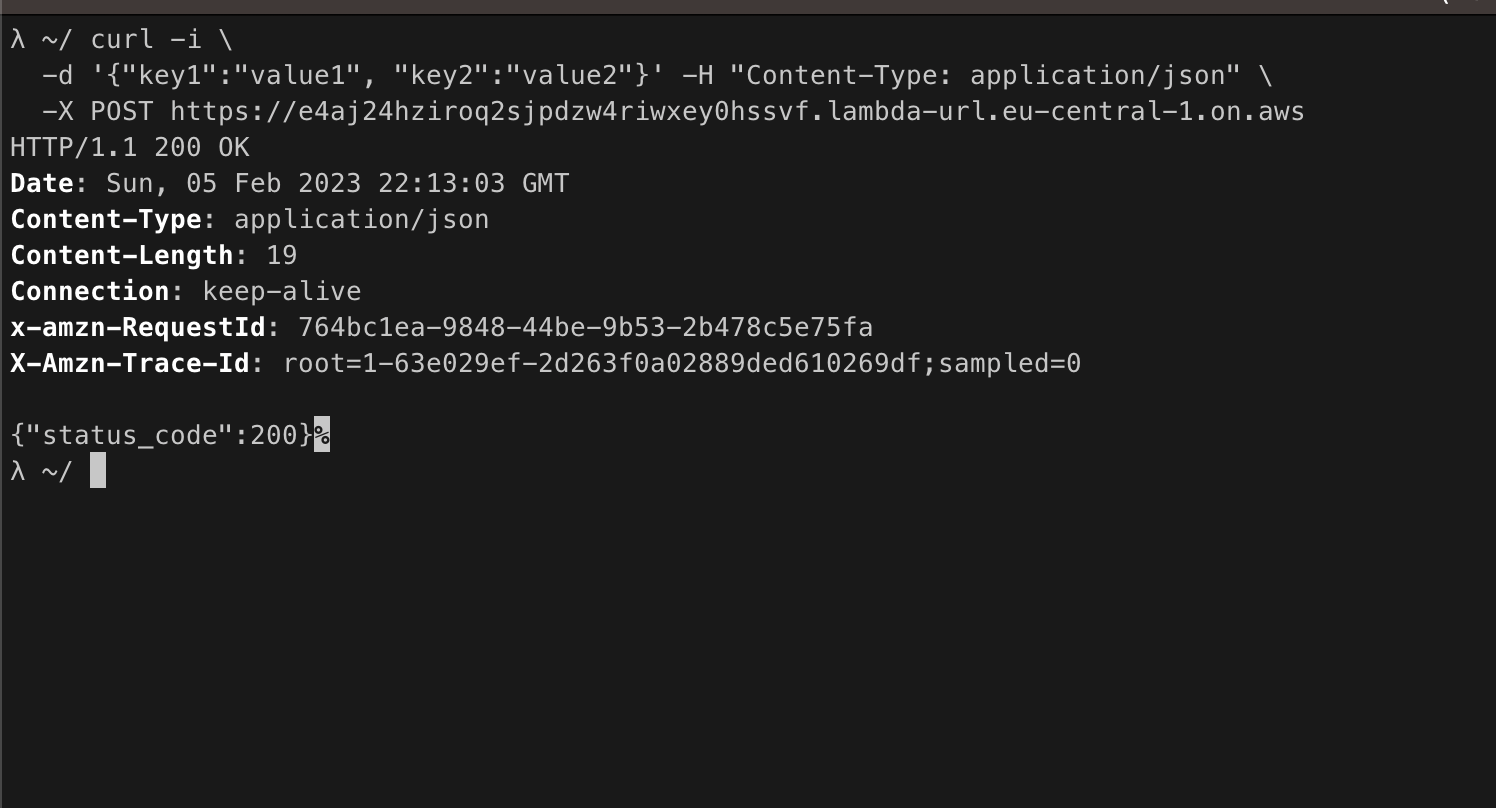 λ ~/ curl -i \
  -d '{"key1":"value1", "key2":"value2"}' -H "Content-Type: application/json" \
  -X POST https://e4aj24hziroq2sjpdzw4riwxey0hssvf.lambda-url.eu-central-1.on.aws
HTTP/1.1 200 OK
Date: Sun, 05 Feb 2023 22:13:03 GMT
Content-Type: application/json
Content-Length: 19
Connection: keep-alive
x-amzn-RequestId: 764bc1ea-9848-44be-9b53-2b478c5e75fa
X-Amzn-Trace-Id: root=1-63e029ef-2d263f0a02889ded610269df;sampled=0

{"status_code":200}%
λ ~/